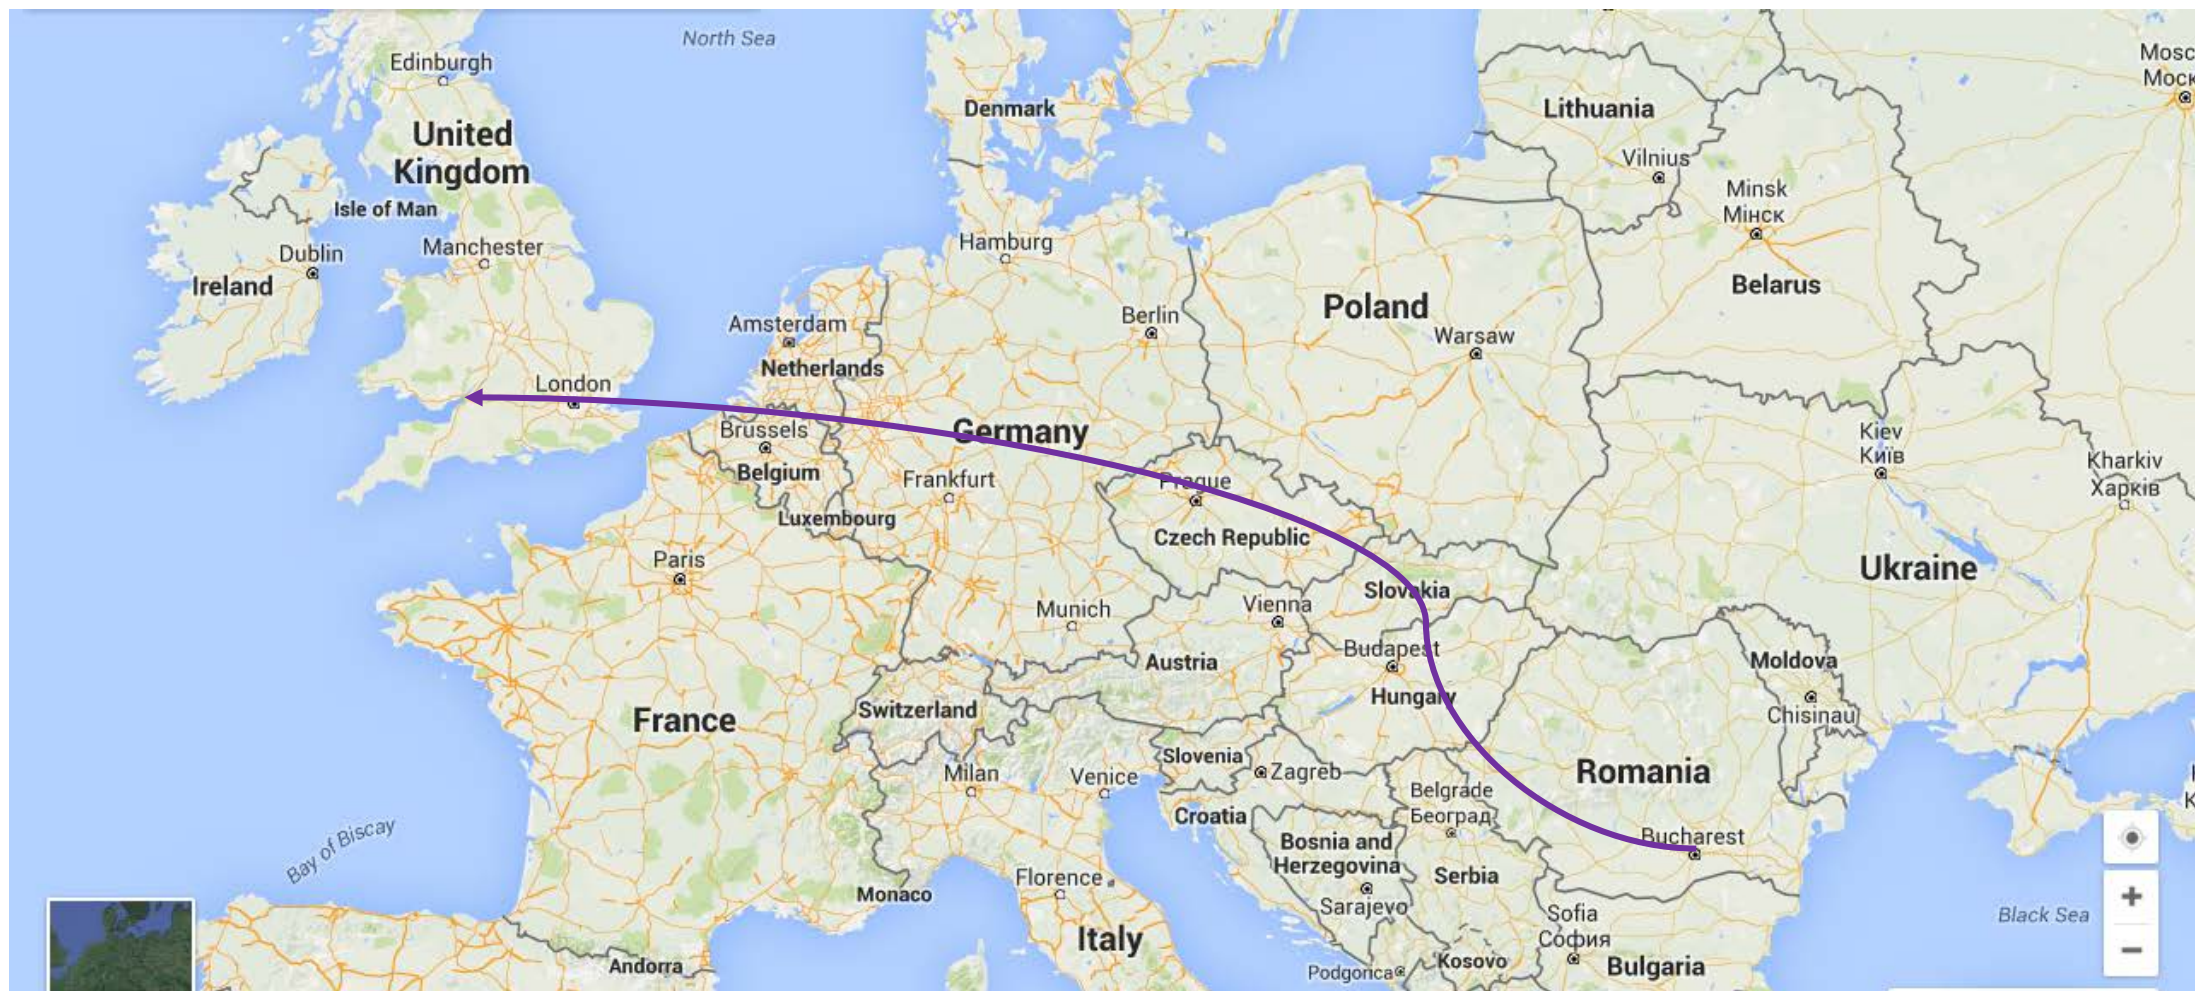 North Sea
Edinburgh
Mosc
Моск
Denmark
Lithuania
United
Kingdom
Vilnius
Minsk
Мінск
Isle of Man
Dublin
Manchester
Hamburg
Ireland
Belarus
Amsterdam
Berlin
Poland
Warsaw
Netherlands
London
Brussels
Germany
Kiev
Київ
Belgium
Frankfurt
Prague
Kharkiv
Харків
Luxembourg
Czech Republic
Paris
Slovakia
Ukraine
Munich
Vienna
Budapest
Austria
Moldova
Hungary
France
Switzerland
Chisinau
Slovenia
Zagreb
Romania
Milan
Venice
Belgrade
Београд
Croatia
Bay of Biscay
Bosnia and
Herzegovina
Bucharest
Florence
Serbia
Monaco
Sarajevo
Sofia
София
Black Sea
Italy
Andorra
Podgorica
Kosovo
Bulgaria